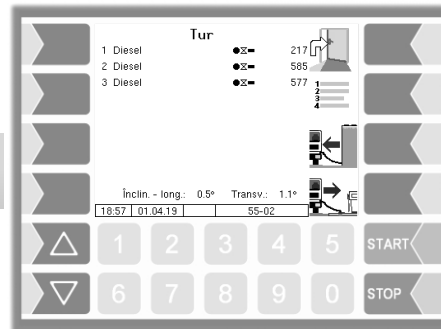 Tur
1 Diesel 217
2 Diesel 585
3 Diesel 577
1
2
3
4
Înclin. - long.: 0.5° Transv.: 1.1°
18:57 01.04.19 55-02
1 2 3 4 5 START
6 7 8 9 0 STOP